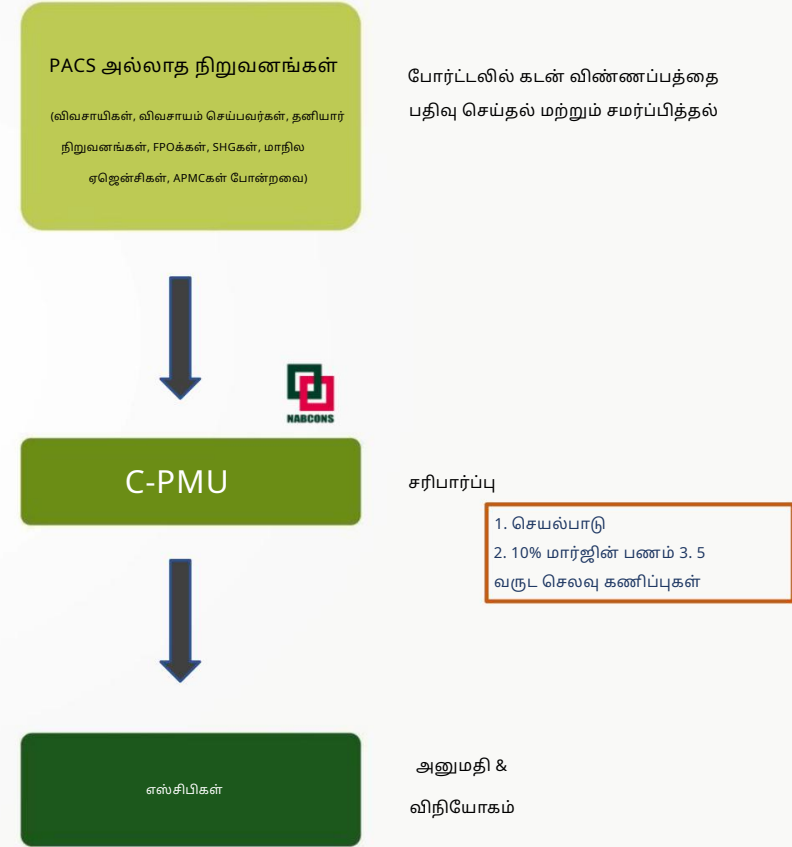 PACS அல்லாத நிறுவனங்கள்
(விவசாயிகள், விவசாயம் செய்பவர்கள், தனியார்
நிறுவனங்கள், FPOக்கள், SHGகள், மாநில
ஏஜென்சிகள், APMCகள் போன்றவை)
போர்ட்டலில் கடன் விண்ணப்பத்தை
பதிவு செய்தல் மற்றும் சமர்ப்பித்தல்
NABCONS
C-PMU
சரிபார்ப்பு
1. செயல்பாடு
2. 10% மார்ஜின் பணம் 3. 5
வருட செலவு கணிப்புகள்
எஸ்சிபிகள்
அனுமதி &
விநியோகம்